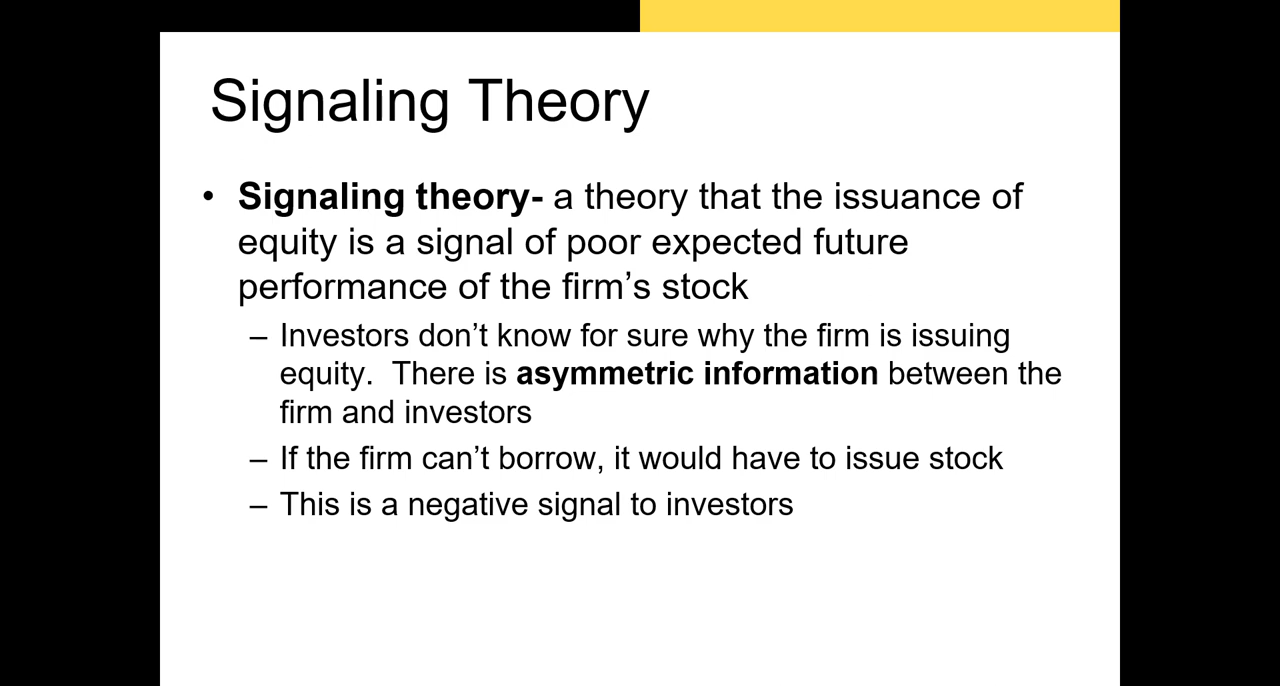 Signaling Theory
• Signaling theory- a theory that the issuance of
equity is a signal of poor expected future
performance of the firm’s stock
– Investors don’t know for sure why the firm is issuing
equity.  There is asymmetric information between the
firm and investors
– If the firm can’t borrow, it would have to issue stock
– This is a negative signal to investors